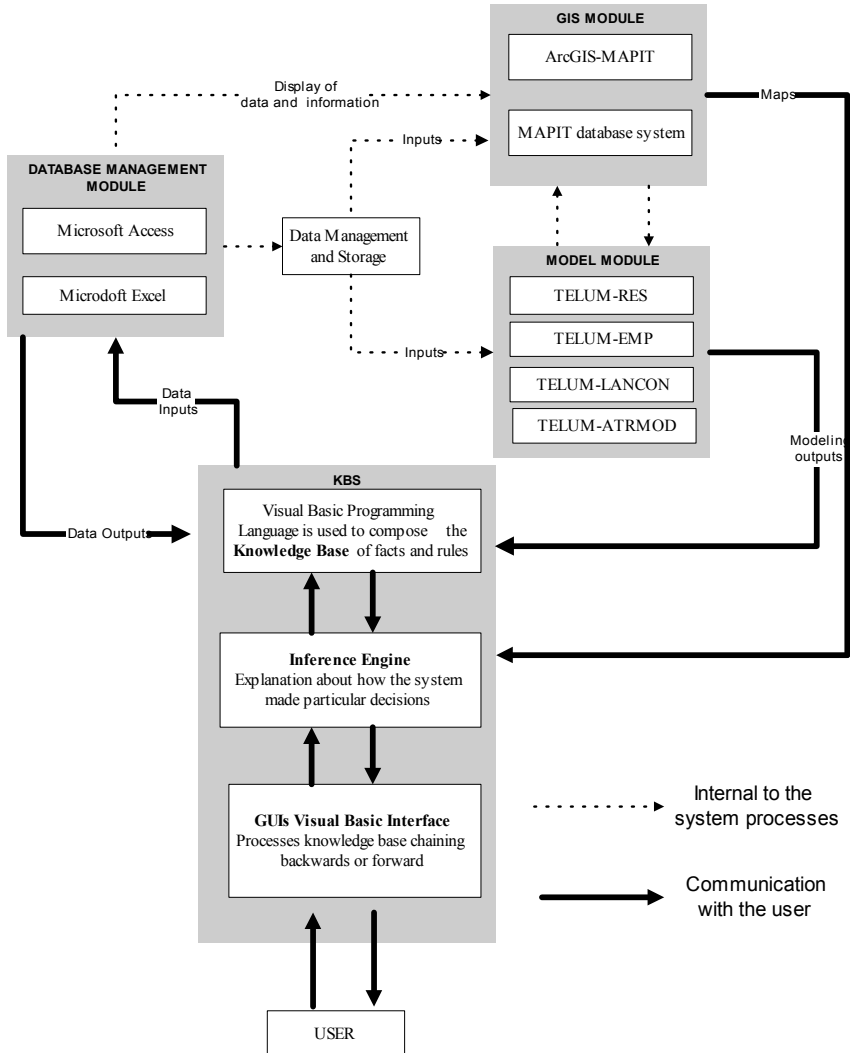 GIS MODULE
ArcGIS-MAPIT
MAPIT database system
Display of
data and information
Maps
Inputs
DATABASE MANAGEMENT
MODULE
Microsoft Access
Microdoft Excel
Data Management
and Storage
Inputs
MODEL MODULE
TELUM-RES
TELUM-EMP
TELUM-LANCON
TELUM-ATRMOD
Data
Inputs
Modeling
outputs
Data Outputs
KBS
Visual Basic Programming
Language is used to compose the
Knowledge Base of facts and rules
Inference Engine
Explanation about how the system
made particular decisions
GUIs Visual Basic Interface
Processes knowledge base chaining
backwards or forward
Internal to the
system processes
Communication
with the user
USER